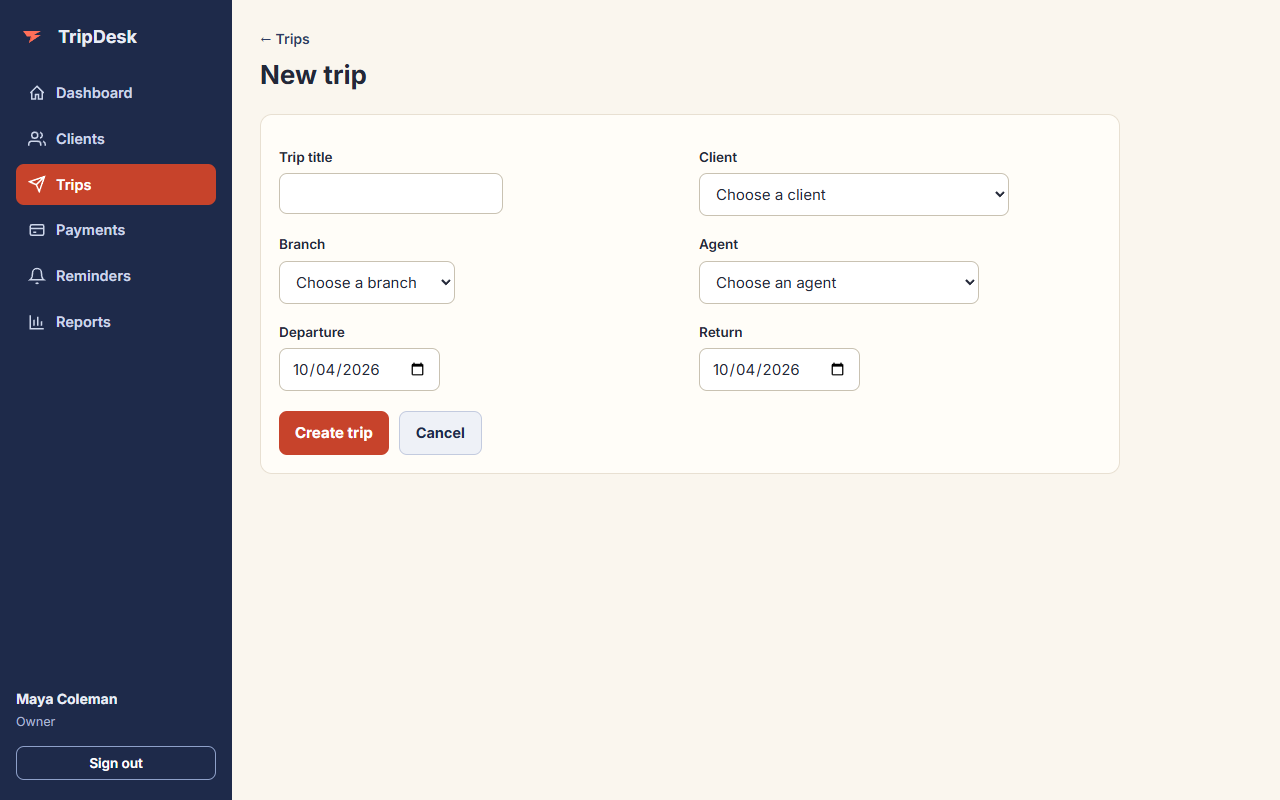 TripDesk
Dashboard
Clients
Trips
Payments
Reminders
Reports
Maya Coleman
Owner
Sign out
← Trips
New trip
Trip title
Client
Choose a client
Branch
Agent
Choose a branch
Choose an agent
Departure
Return
10/04/2026
10/04/2026
Create trip
Cancel